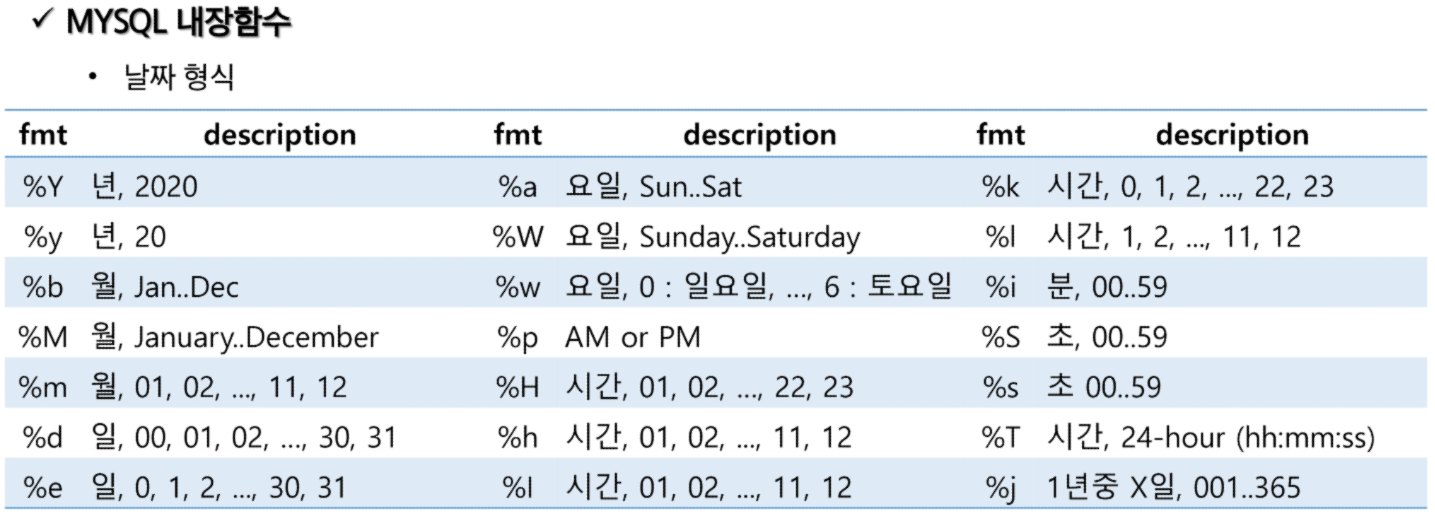 ✓ MYSQL 내장함수
• 날짜 형식
fmt description fmt description fmt description
%Y 년, 2020 %a 요일, Sun..Sat %k 시간, 0, 1, 2, ..., 22, 23
%y 년, 20 %W 요일, Sunday..Saturday %l 시간, 1, 2, ..., 11, 12
%b 월, Jan..Dec %w 요일, 0 : 일요일, ..., 6 : 토요일 %i 분, 00..59
%M 월, January..December %p AM or PM %S 초, 00..59
%m 월, 01, 02, ..., 11, 12 %H 시간, 01, 02, ..., 22, 23 %s 초 00..59
%d 일, 00, 01, 02, ..., 30, 31 %h 시간, 01, 02, ..., 11, 12 %T 시간, 24-hour (hh:mm:ss)
%e 일, 0, 1, 2, ..., 30, 31 %I 시간, 01, 02, ..., 11, 12 %j 1년중 X일, 001..365